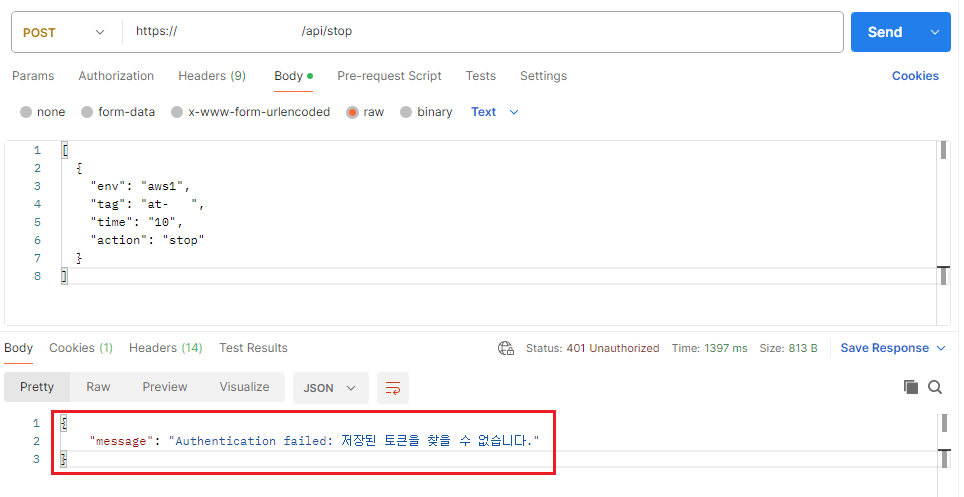 POST https:// /api/stop Send
Params Authorization Headers (9) Body Pre-request Script Tests Settings Cookies
none form-data x-www-form-urlencoded raw binary Text
1 [
2 {
3 "env": "aws1",
4 "tag": "at- ",
5 "time": "10",
6 "action": "stop"
7 }
8 ]
Body Cookies (1) Headers (14) Test Results Status: 401 Unauthorized Time: 1397 ms Size: 813 B Save Response
Pretty Raw Preview Visualize JSON
1 {
2 "message": "Authentication failed: 저장된 토큰을 찾을 수 없습니다."
3 }